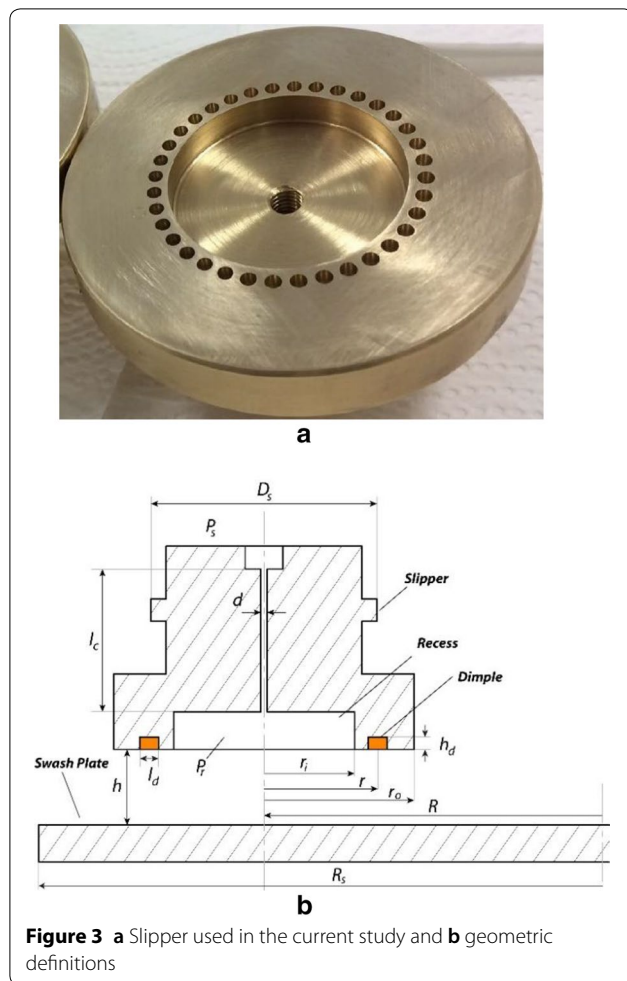 a
D_s
P_s
Slipper
d
l_c
Recess
Dimple
P_r
r_i
h_d
Swash Plate
l_d
h
r
r_o
R
R_s
b
Figure 3 a Slipper used in the current study and b geometric
definitions